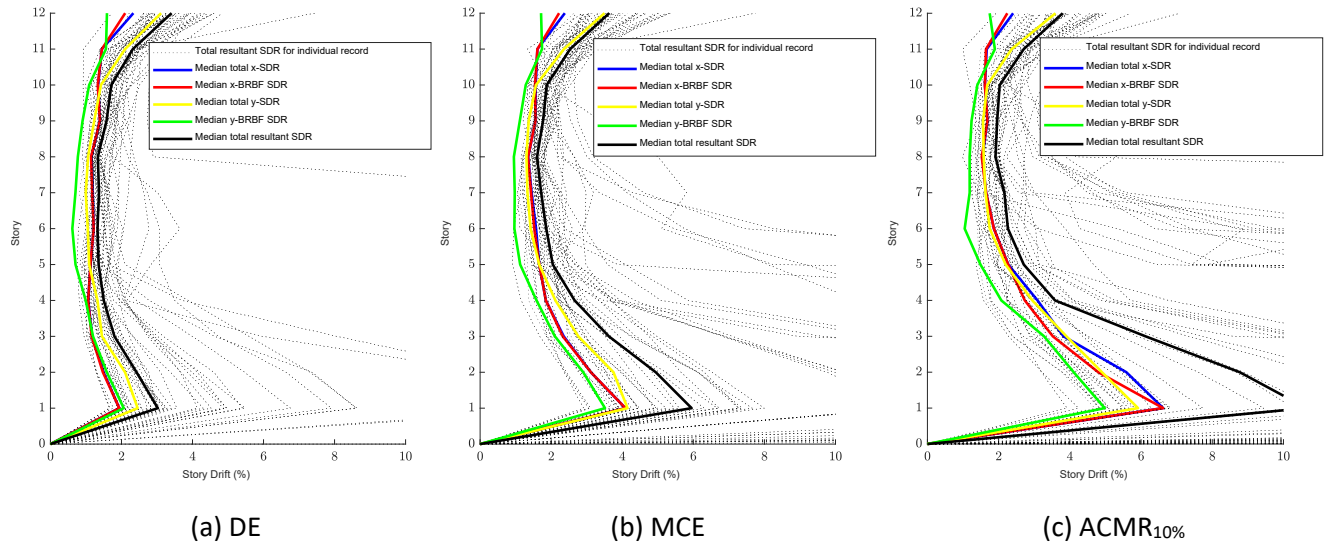 12
11
10
9
8
7
6
5
4
3
2
1
0
Story
0
2
4
6
8
10
Story Drift (%)
Total resultant SDR for individual record
Median total x-SDR
Median x-BRBF SDR
Median total y-SDR
Median y-BRBF SDR
Median total resultant SDR
(a) DE
12
11
10
9
8
7
6
5
4
3
2
1
0
Story
0
2
4
6
8
10
Story Drift (%)
Total resultant SDR for individual record
Median total x-SDR
Median x-BRBF SDR
Median total y-SDR
Median y-BRBF SDR
Median total resultant SDR
(b) MCE
12
11
10
9
8
7
6
5
4
3
2
1
0
Story
0
2
4
6
8
10
Story Drift (%)
Total resultant SDR for individual record
Median total x-SDR
Median x-BRBF SDR
Median total y-SDR
Median y-BRBF SDR
Median total resultant SDR
(c) ACMR10%